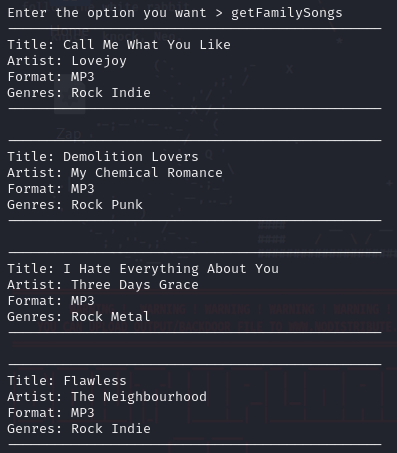 Enter the option you want > getFamilySongs
Title: Call Me What You Like
Artist: Lovejoy
Format: MP3
Genres: Rock Indie
Title: Demolition Lovers
Artist: My Chemical Romance
Format: MP3
Genres: Rock Punk
Title: I Hate Everything About You
Artist: Three Days Grace
Format: MP3
Genres: Rock Metal
Title: Flawless
Artist: The Neighbourhood
Format: MP3
Genres: Rock Indie